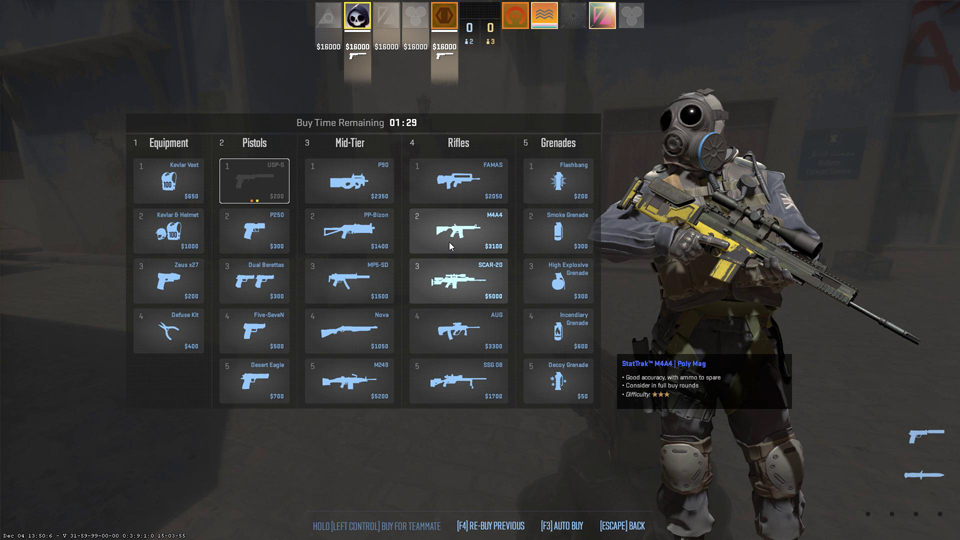 $16000 $16000 $16000 $16000 $16000
0 0
2 3
Buy Time Remaining 01:29
1 Equipment
1 Kevlar Vest
100
$650
2 Kevlar & Helmet
100
$1000
3 Zeus x27
$200
4 Defuse Kit
$400
2 Pistols
1 USP-S
$200
2 P250
$300
3 Dual Berettas
$300
4 Five-SeveN
$500
5 Desert Eagle
$700
3 Mid-Tier
1 P90
$2350
2 PP-Bizon
$1400
3 MP5-SD
$1500
4 Nova
$1050
5 M249
$5200
4 Rifles
1 FAMAS
$2050
2 M4A4
$3100
3 SCAR-20
$5000
4 AUG
$3300
5 SSG 08
$1700
5 Grenades
1 Flashbang
$200
2 Smoke Grenade
$300
3 High Explosive
Grenade
$300
4 Incendiary
Grenade
$600
5 Decoy Grenade
$50
StatTrak™ M4A4 | Poly Mag
• Good accuracy, with ammo to spare
• Consider in full buy rounds
• Difficulty: ★★★
HOLD [LEFT CONTROL] BUY FOR TEAMMATE [F4] RE-BUY PREVIOUS [F3] AUTO BUY [ESCAPE] BACK